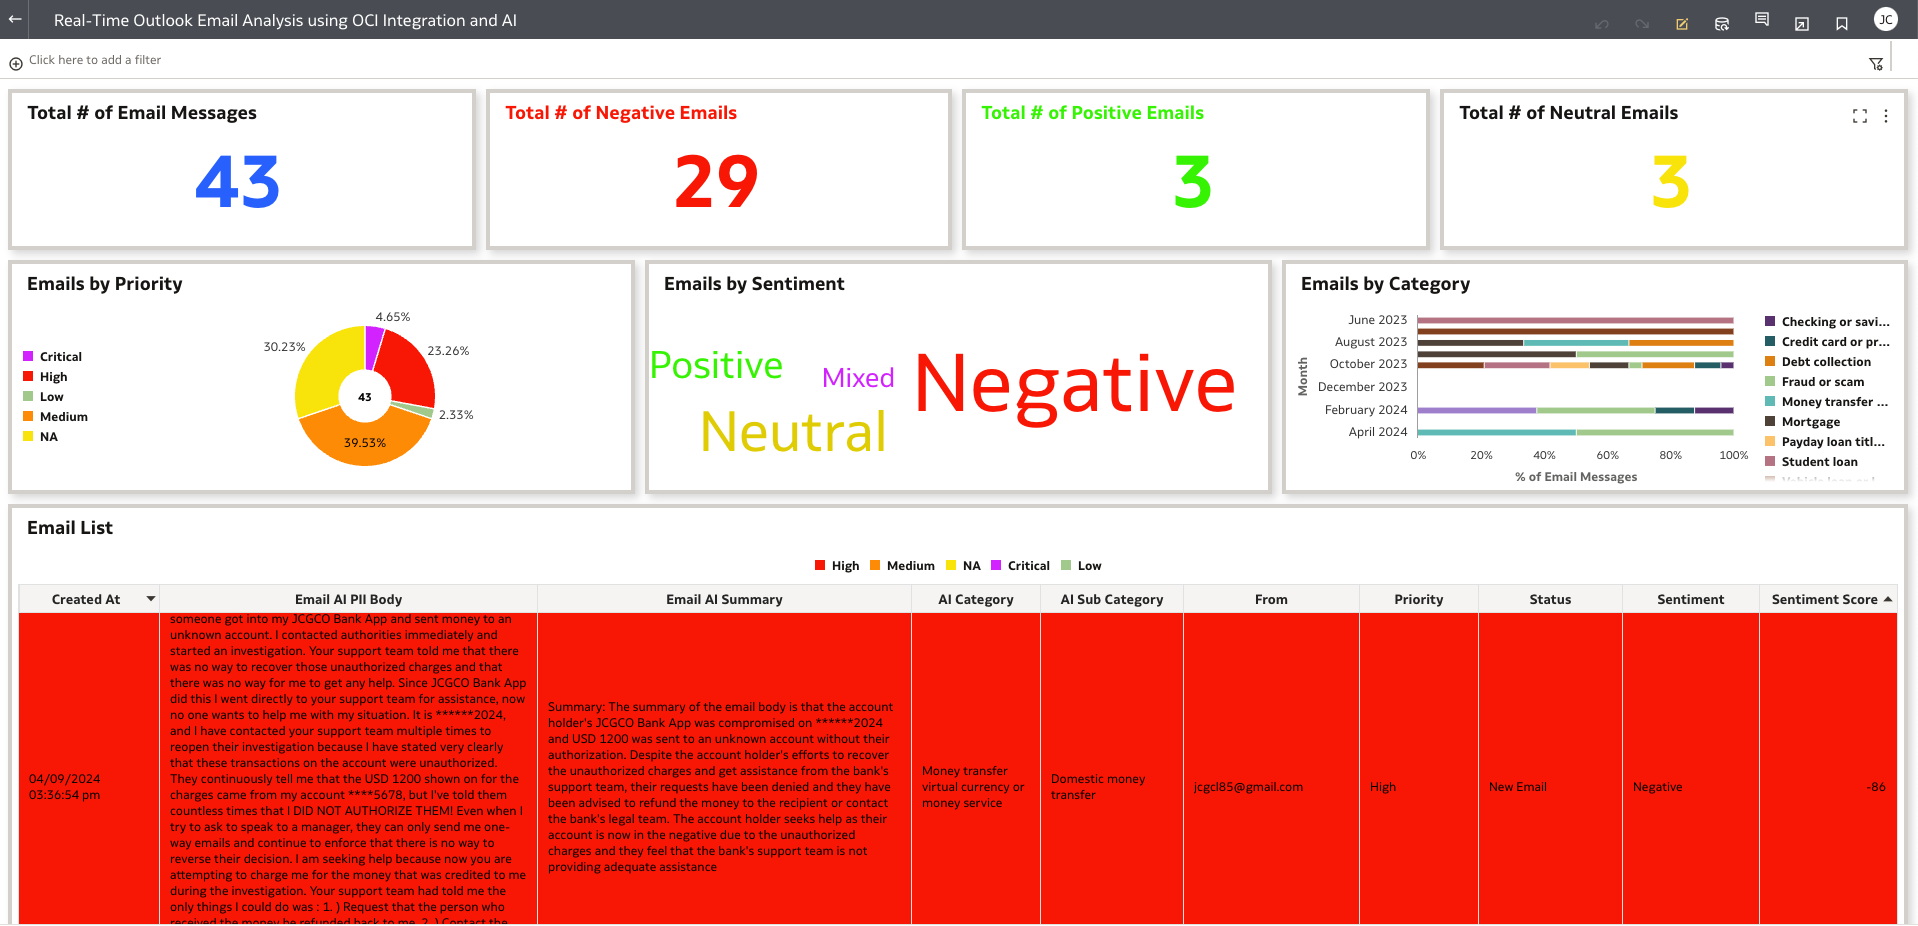 Real-Time Outlook Email Analysis using OCI Integration and AI
JC
Click here to add a filter
Total # of Email Messages
43
Total # of Negative Emails
29
Total # of Positive Emails
3
Total # of Neutral Emails
3
Emails by Priority
Critical
High
Low
Medium
NA
4.65%
30.23%
23.26%
2.33%
39.53%
43
Emails by Sentiment
Positive
Mixed
Negative
Neutral
Emails by Category
Month
June 2023
August 2023
October 2023
December 2023
February 2024
April 2024
0% 20% 40% 60% 80% 100%
% of Email Messages
Checking or savi...
Credit card or pr...
Debt collection
Fraud or scam
Money transfer ...
Mortgage
Payday loan titl...
Student loan
Email List
High Medium NA Critical Low
Created At Email AI PII Body Email AI Summary AI Category AI Sub Category From Priority Status Sentiment Sentiment Score
04/09/2024
03:36:54 pm
someone got into my JCGCO Bank App and sent money to an
unknown account. I contacted authorities immediately and
started an investigation. Your support team told me that there
was no way to recover those unauthorized charges and that
there was no way for me to get any help. Since JCGCO Bank App
did this I went directly to your support team for assistance, now
no one wants to help me with my situation. It is ******2024,
and I have contacted your support team multiple times to
reopen their investigation because I have stated very clearly
that these transactions on the account were unauthorized.
They continuously tell me that the USD 1200 shown on for the
charges came from my account ****5678, but I've told them
countless times that I DID NOT AUTHORIZE THEM! Even when I
try to ask to speak to a manager, they can only send me one-
way emails and continue to enforce that there is no way to
reverse their decision. I am seeking help because now you are
attempting to charge me for the money that was credited to me
during the investigation. Your support team had told me the
only things I could do was : 1. ) Request that the person who
received the money be refunded back to me. 2. ) Contact the
Summary: The summary of the email body is that the account
holder's JCGCO Bank App was compromised on ******2024
and USD 1200 was sent to an unknown account without their
authorization. Despite the account holder's efforts to recover
the unauthorized charges and get assistance from the bank's
support team, their requests have been denied and they have
been advised to refund the money to the recipient or contact
the bank's legal team. The account holder seeks help as their
account is now in the negative due to the unauthorized
charges and they feel that the bank's support team is not
providing adequate assistance
Money transfer
virtual currency or
money service
Domestic money
transfer
jcgcl85@gmail.com
High
New Email
Negative
-86